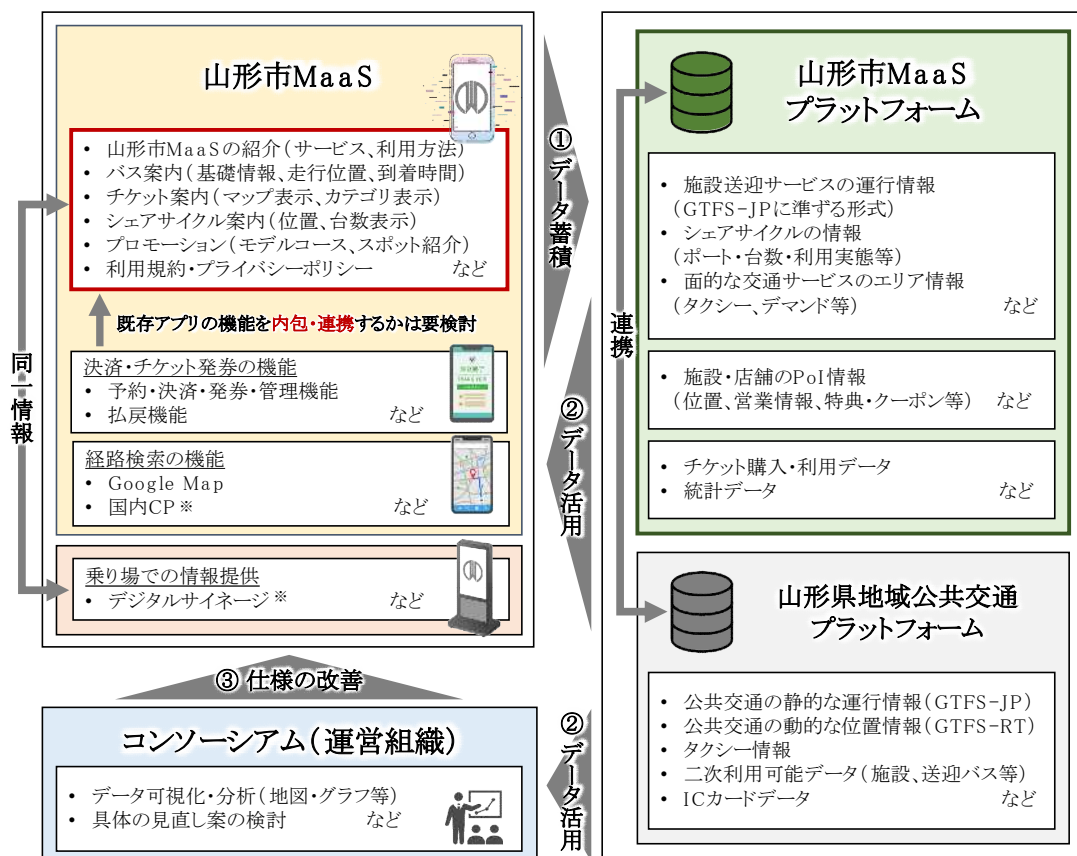 山形市MaaS
• 山形市MaaSの紹介(サービス、利用方法)
• バス案内(基礎情報、走行位置、到着時間)
• チケット案内(マップ表示、カテゴリ表示)
• シェアサイクル案内(位置、台数表示)
• プロモーション(モデルコース、スポット紹介)
• 利用規約・プライバシーポリシー など
既存アプリの機能を内包・連携するかは要検討
決済・チケット発券の機能
• 予約・決済・発券・管理機能
• 払戻機能 など
経路検索の機能
• Google Map
• 国内CP※ など
乗り場での情報提供
• デジタルサイネージ※ など
同一情報
① データ蓄積
② データ活用
③ 仕様の改善
コンソーシアム(運営組織)
• データ可視化・分析(地図・グラフ等)
• 具体の見直し案の検討 など
② データ活用
連携
山形市MaaS
プラットフォーム
• 施設送迎サービスの運行情報
(GTFS-JPに準ずる形式)
• シェアサイクルの情報
(ポート・台数・利用実態等)
• 面的な交通サービスのエリア情報
(タクシー、デマンド等) など
• 施設・店舗のPoI情報
(位置、営業情報、特典・クーポン等) など
• チケット購入・利用データ
• 統計データ など
山形県地域公共交通
プラットフォーム
• 公共交通の静的な運行情報(GTFS-JP)
• 公共交通の動的な位置情報(GTFS-RT)
• タクシー情報
• 二次利用可能データ(施設、送迎バス等)
• ICカードデータ など